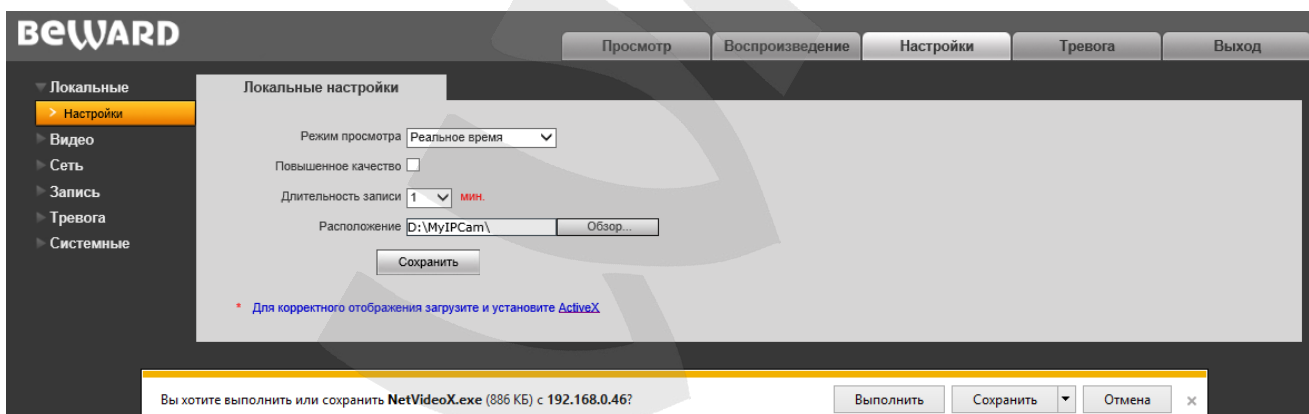 BEWARD
Просмотр Воспроизведение Настройки Тревога Выход
Локальные
> Настройки
Видео
Сеть
Запись
Тревога
Системные
Локальные настройки
Режим просмотра Реальное время
Повышенное качество
Длительность записи 1 мин.
Расположение D:\MyIPCam\ Обзор...
Сохранить
* Для корректного отображения загрузите и установите ActiveX
Вы хотите выполнить или сохранить NetVideoX.exe (886 КБ) с 192.168.0.46? Выполнить Сохранить Отмена ×